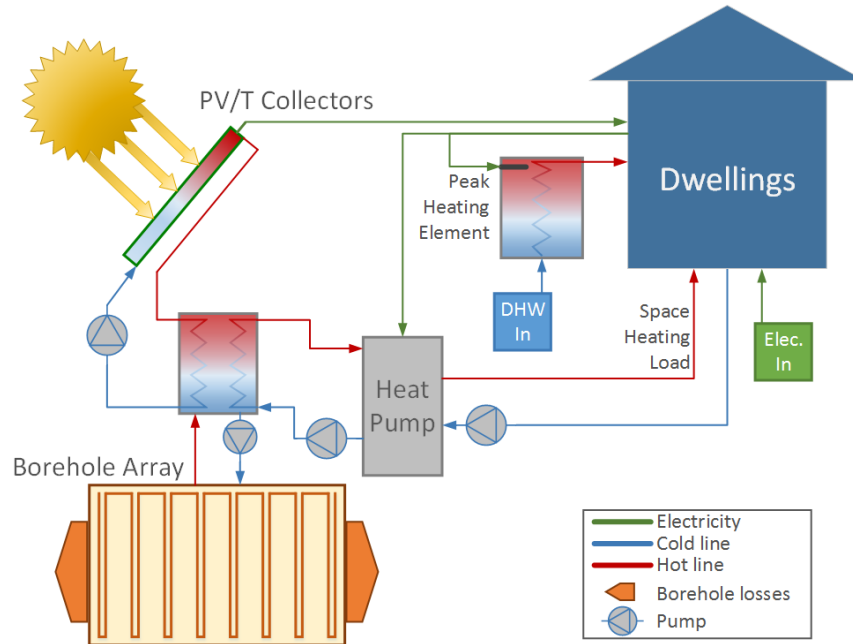 PV/T Collectors
Peak
Heating
Element
Dwellings
DHW
In
Space
Heating
Load
Elec.
In
Heat
Pump
Borehole Array
Electricity
Cold line
Hot line
Borehole losses
Pump